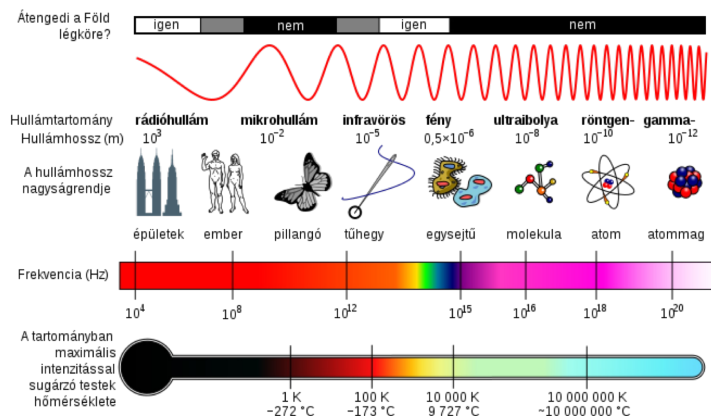 Átengedi a Föld
légköre?
igen
nem
igen
nem
Hullámtartomány rádióhullám mikrohullám infravörös fény ultraibolya röntgen- gamma-
Hullámhossz (m) 10³ 10⁻² 10⁻⁵ 0,5×10⁻⁶ 10⁻⁸ 10⁻¹⁰ 10⁻¹²
A hullámhossz
nagyságrendje
épületek ember pillangó tűhegy egysejtű molekula atom atommag
Frekvencia (Hz)
10⁴ 10⁸ 10¹² 10¹⁵ 10¹⁶ 10¹⁸ 10²⁰
A tartományban
maximális
intenzitással
sugárzó testek
hőmérséklete
1 K 100 K 10 000 K 10 000 000 K
−272 °C −173 °C 9 727 °C ~10 000 000 °C